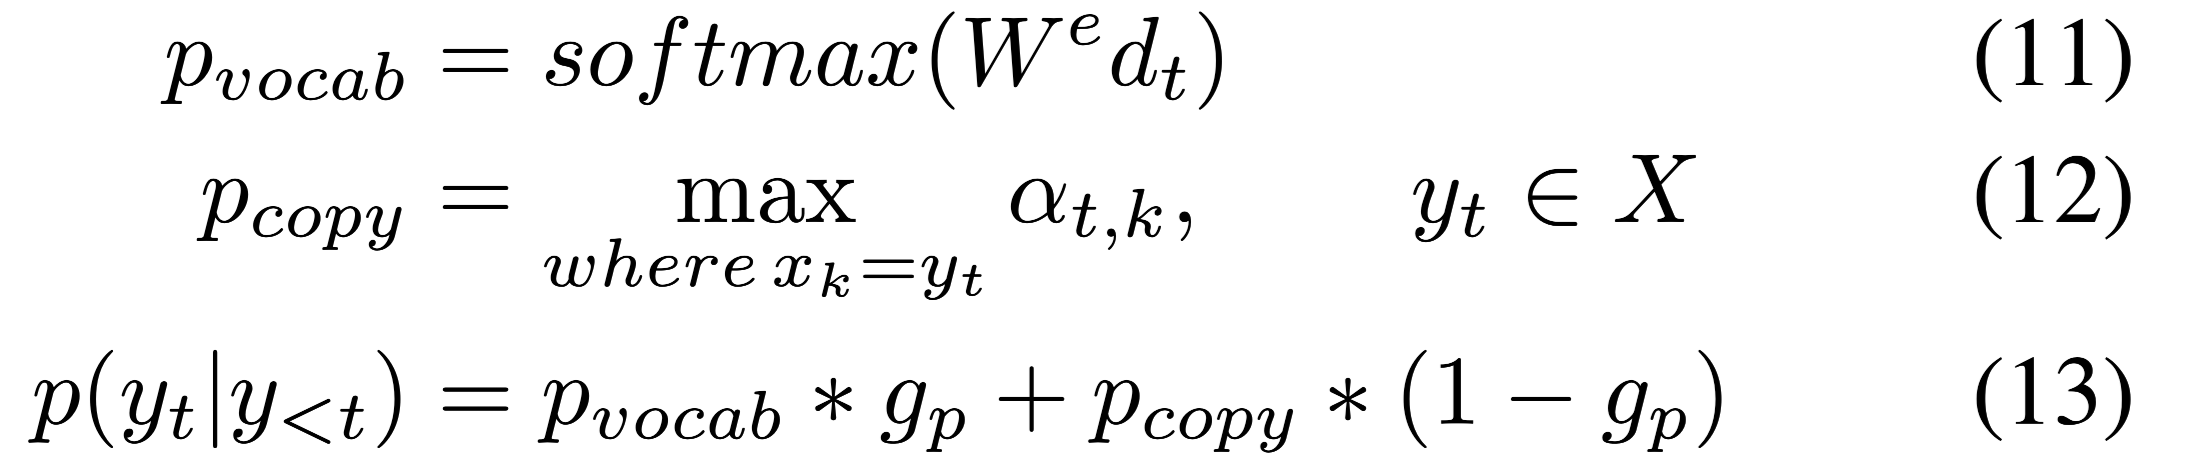 p_{vocab} = softmax(W^e d_t) (11)
p_{copy} = \max_{where x_k=y_t} α_{t,k}, y_t ∈ X (12)
p(y_t|y_{<t}) = p_{vocab} * g_p + p_{copy} * (1 − g_p) (13)